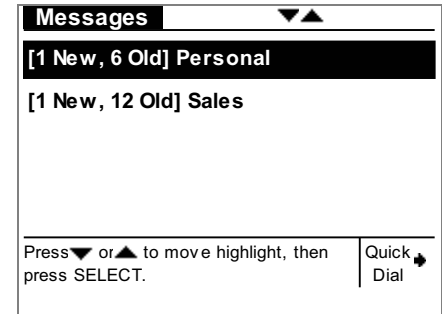 Messages ▼▲
[1 New, 6 Old] Personal
[1 New, 12 Old] Sales
Press▼ or▲ to move highlight, then
press SELECT.
Quick
Dial